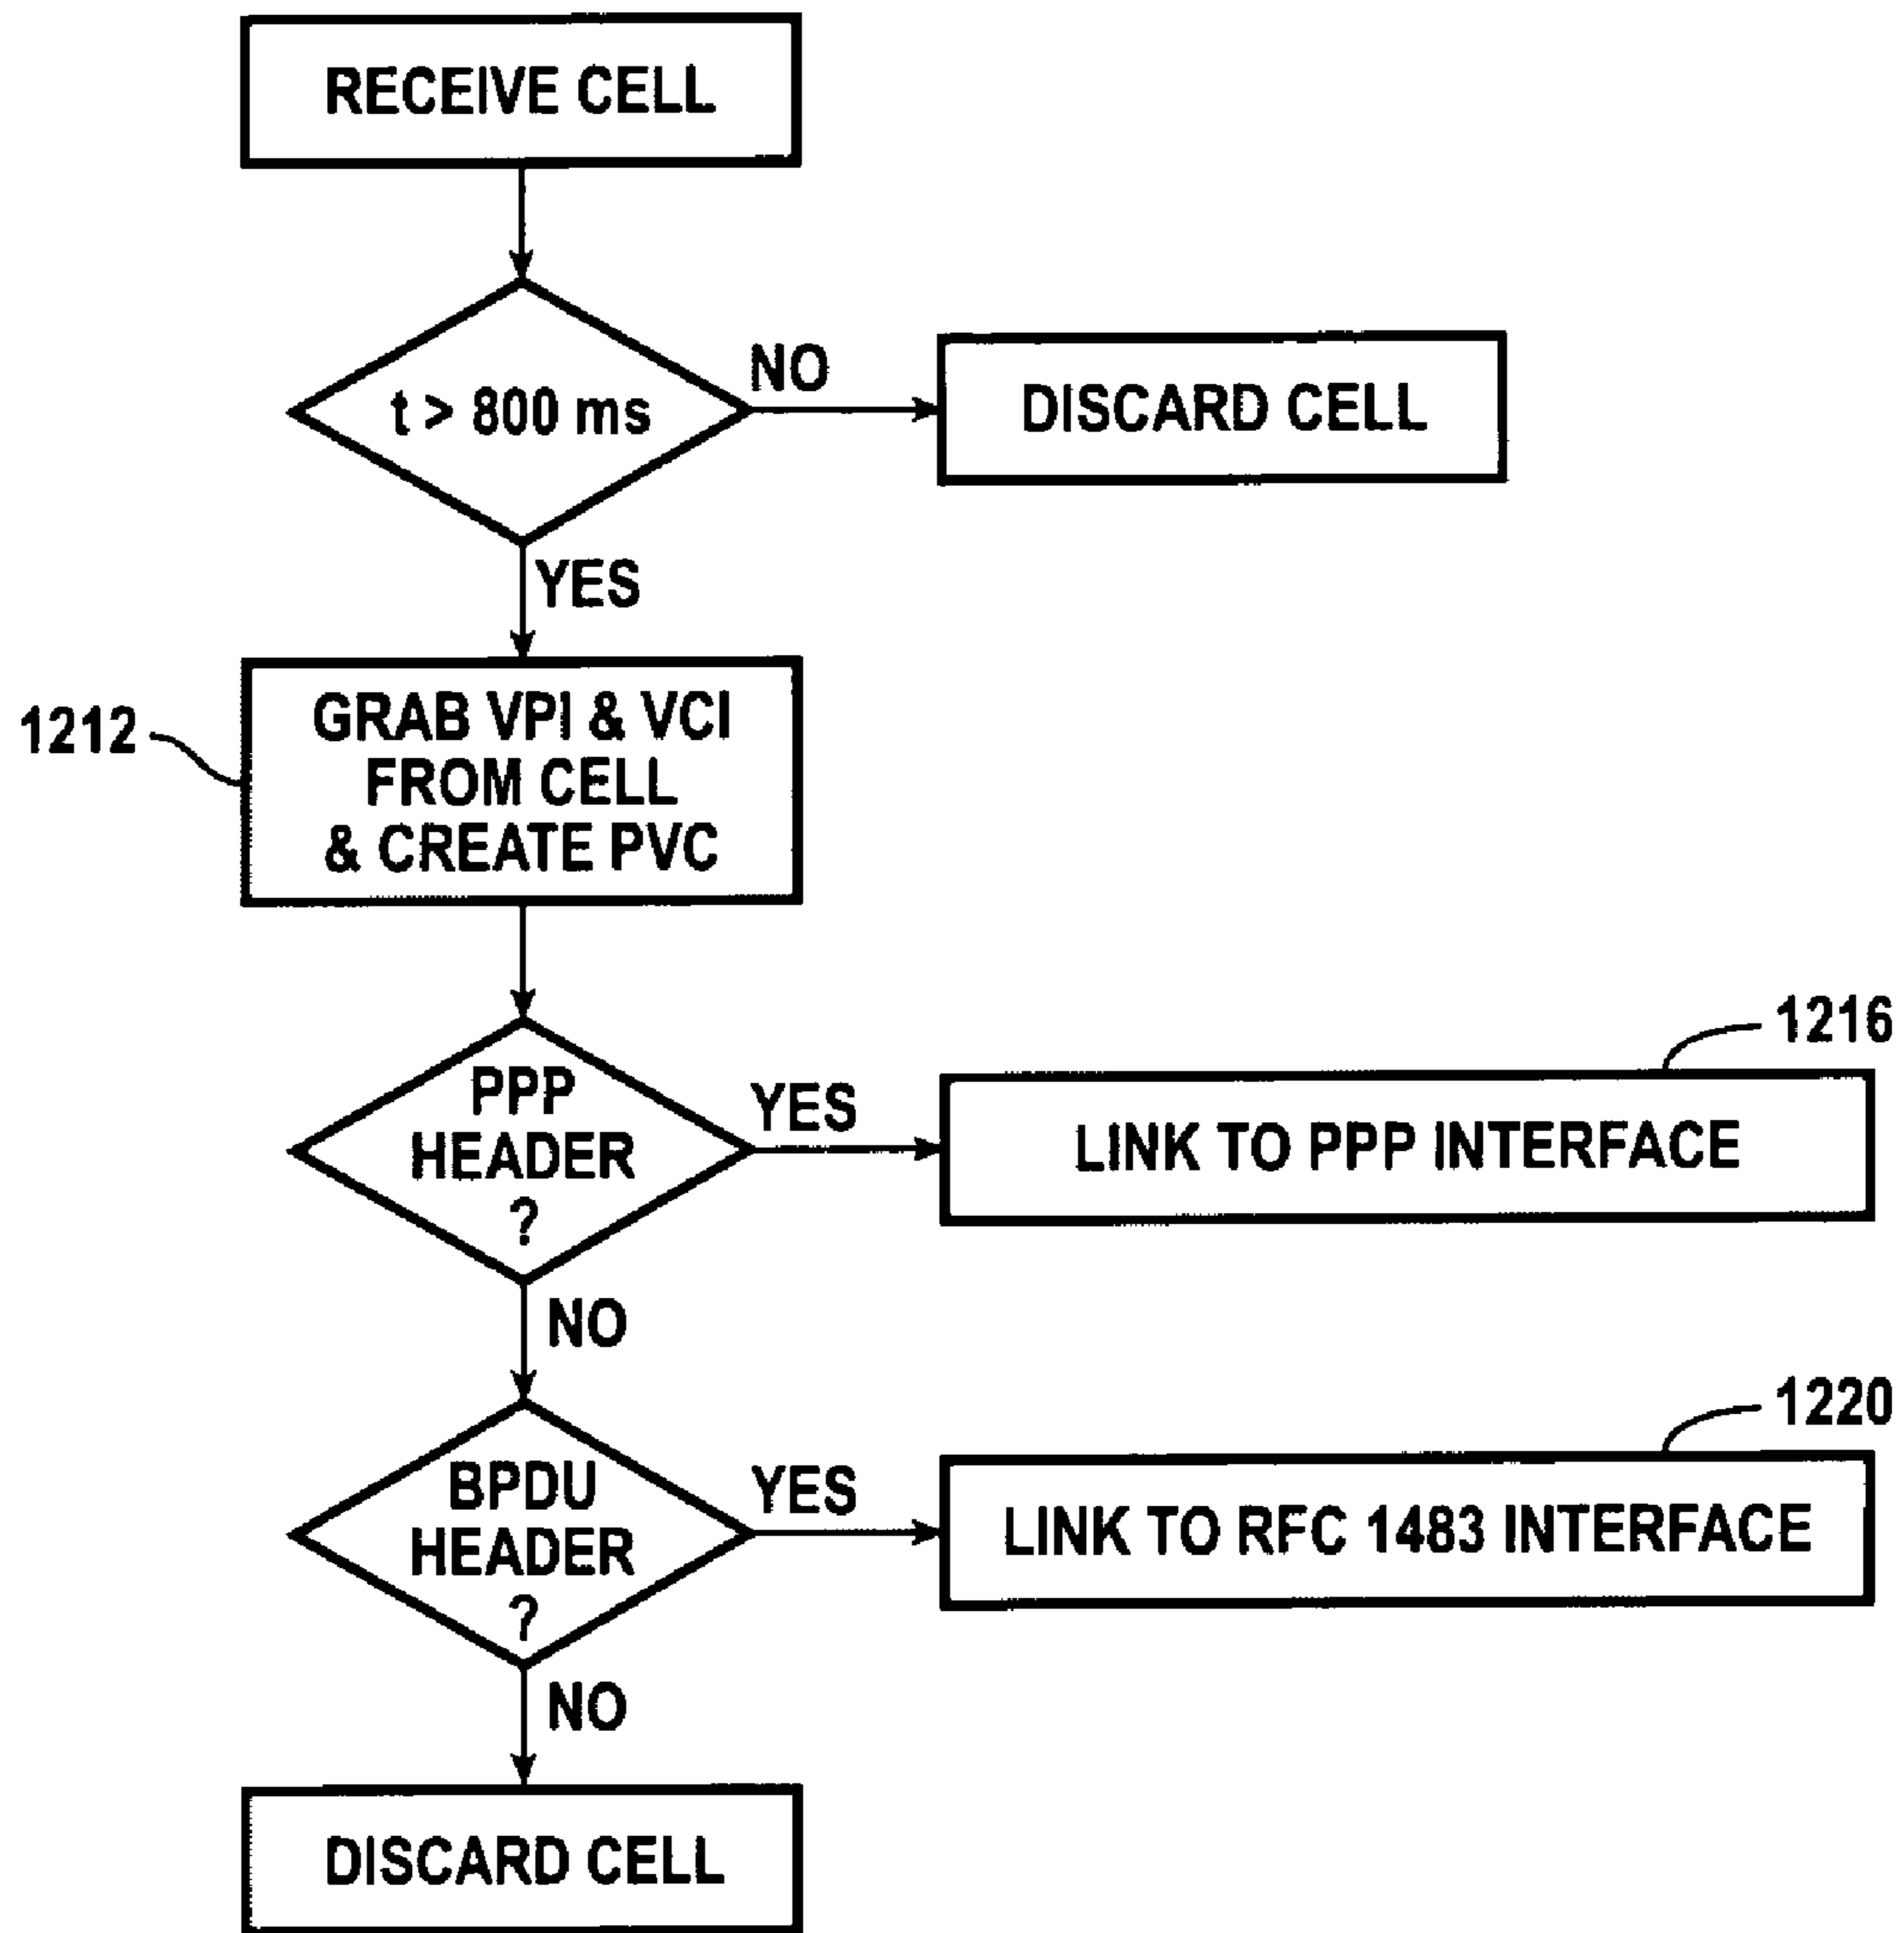 RECEIVE CELL
t > 800 ms
NO
DISCARD CELL
YES
1212
GRAB VPI & VCI
FROM CELL
& CREATE PVC
1216
PPP
HEADER
?
YES
LINK TO PPP INTERFACE
NO
1220
BPDU
HEADER
?
YES
LINK TO RFC 1483 INTERFACE
NO
DISCARD CELL